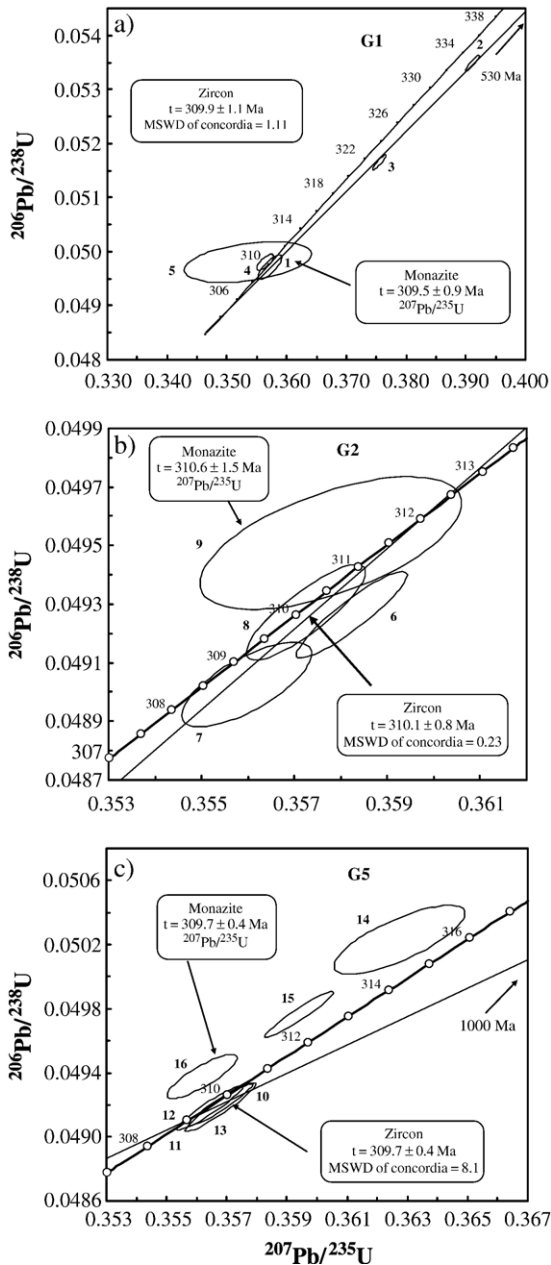 a)
G1
0.054
0.053
0.052
0.051
0.050
0.049
0.048
206Pb/238U
Zircon
t = 309.9 ± 1.1 Ma
MSWD of concordia = 1.11
338
334
330
326
322
318
314
310
306
2
530 Ma
3
5
4
1
Monazite
t = 309.5 ± 0.9 Ma
207Pb/235U
0.330 0.340 0.350 0.360 0.370 0.380 0.390 0.400
b)
G2
0.0499
0.0497
0.0495
0.0493
0.0491
0.0489
0.0487
206Pb/238U
Monazite
t = 310.6 ± 1.5 Ma
207Pb/235U
313
312
311
310
309
308
307
9
8
6
7
Zircon
t = 310.1 ± 0.8 Ma
MSWD of concordia = 0.23
0.353 0.355 0.357 0.359 0.361
c)
G5
0.0506
0.0502
0.0498
0.0494
0.0490
0.0486
206Pb/238U
Monazite
t = 309.7 ± 0.4 Ma
207Pb/235U
14
316
15
314
312
1000 Ma
16
310
10
12
308
11
13
Zircon
t = 309.7 ± 0.4 Ma
MSWD of concordia = 8.1
0.353 0.355 0.357 0.359 0.361 0.363 0.365 0.367
207Pb/235U